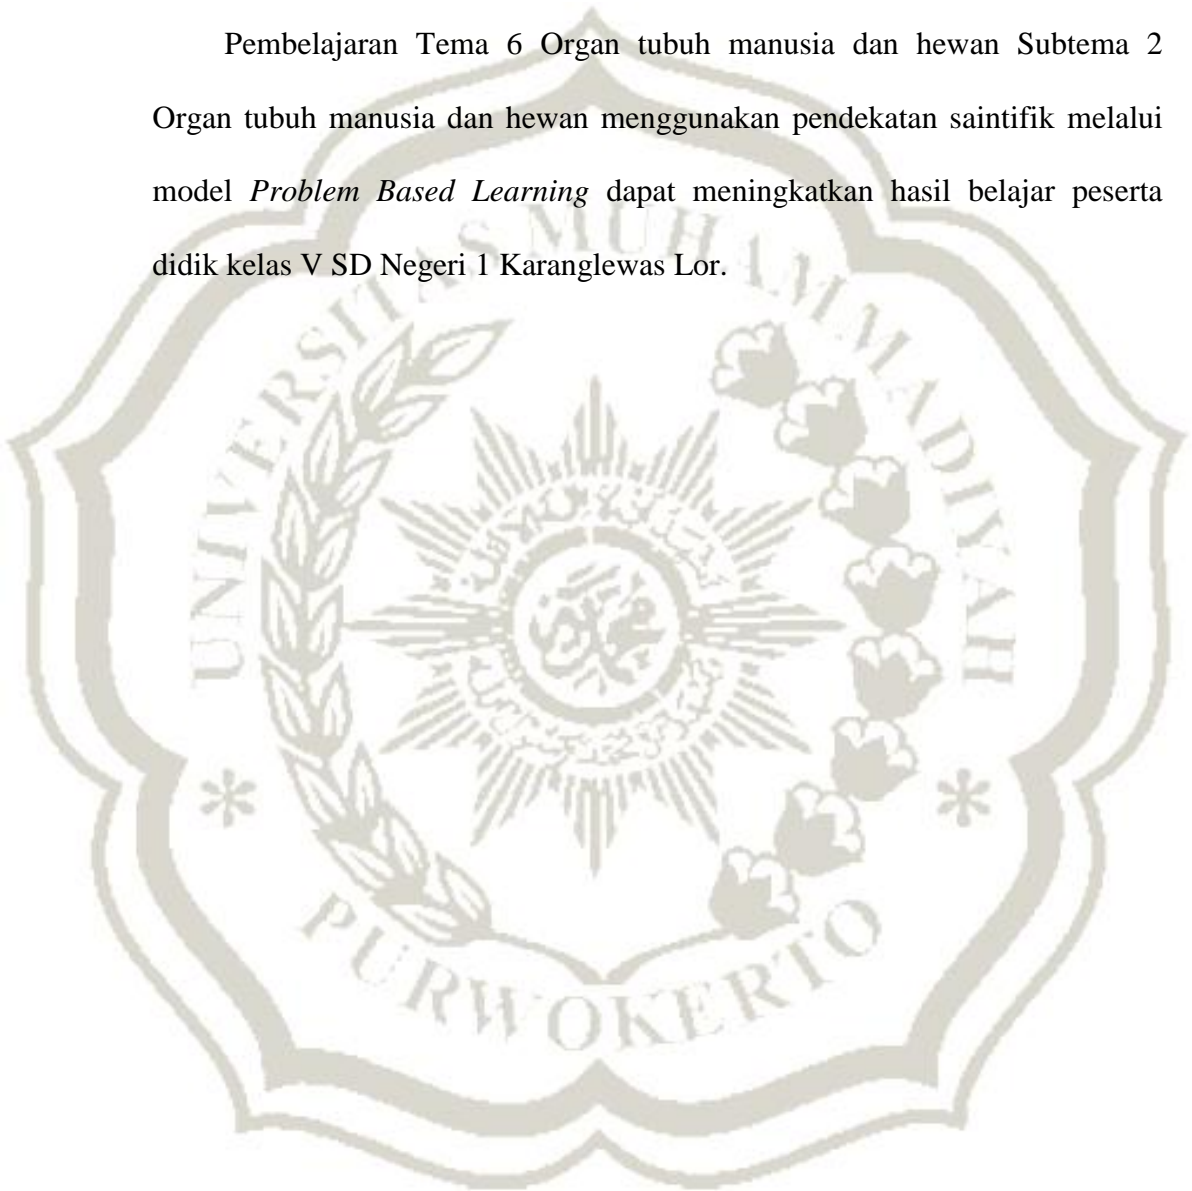 Pembelajaran Tema 6 Organ tubuh manusia dan hewan Subtema 2
Organ tubuh manusia dan hewan menggunakan pendekatan saintifik melalui
model Problem Based Learning dapat meningkatkan hasil belajar peserta
didik kelas V SD Negeri 1 Karanglewas Lor.
UNIVERSITAS MUHAMMADIYAH
PURWOKERTO